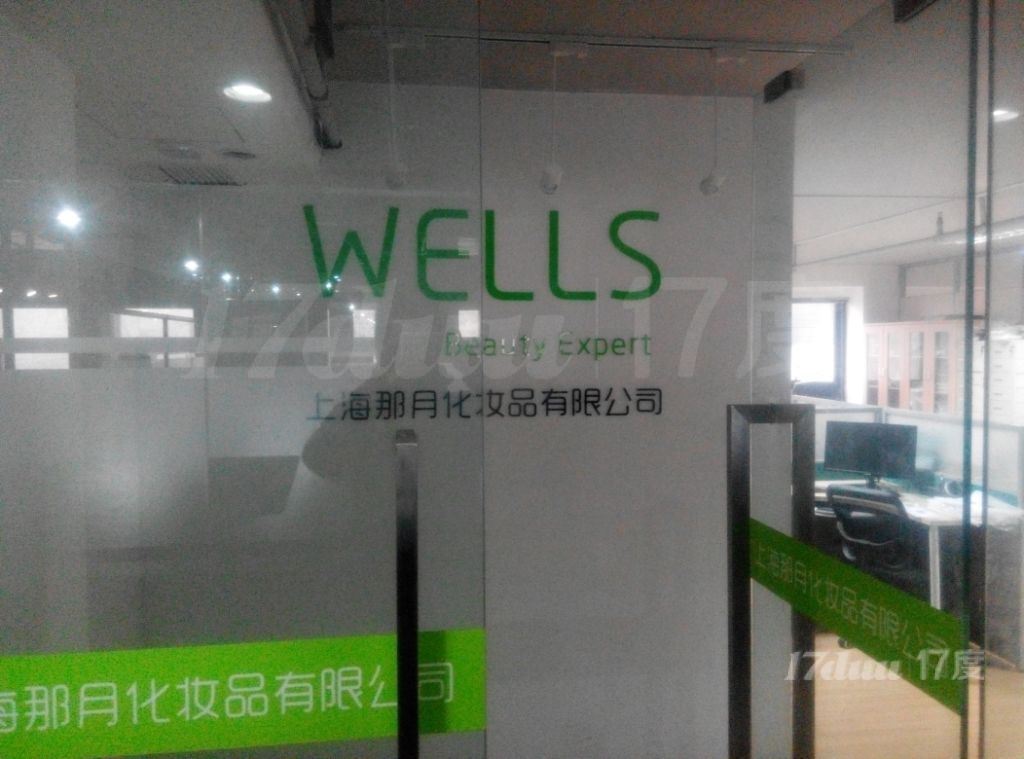 WELLS
Beauty Expert
上海那月化妆品有限公司
17duu 17度
上海那月化妆品有限公司
海那月化妆品有限公司
17duu 17度